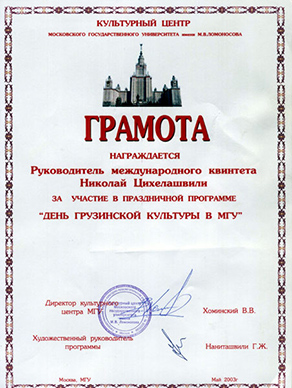 КУЛЬТУРНЫЙ ЦЕНТР
МОСКОВСКОГО ГОСУДАРСТВЕННОГО УНИВЕРСИТЕТА имени М.В.ЛОМОНОСОВА
ГРАМОТА
НАГРАЖДАЕТСЯ
Руководитель международного квинтета
Николай Цихелашвили
ЗА УЧАСТИЕ В ПРАЗДНИЧНОЙ ПРОГРАММЕ
"ДЕНЬ ГРУЗИНСКОЙ КУЛЬТУРЫ В МГУ"
Директор культурного
центра МГУ
Хоминский В.В.
Художественный руководитель
программы
Наниташвили Г.Ж.
Москва, МГУ
Май 2003г